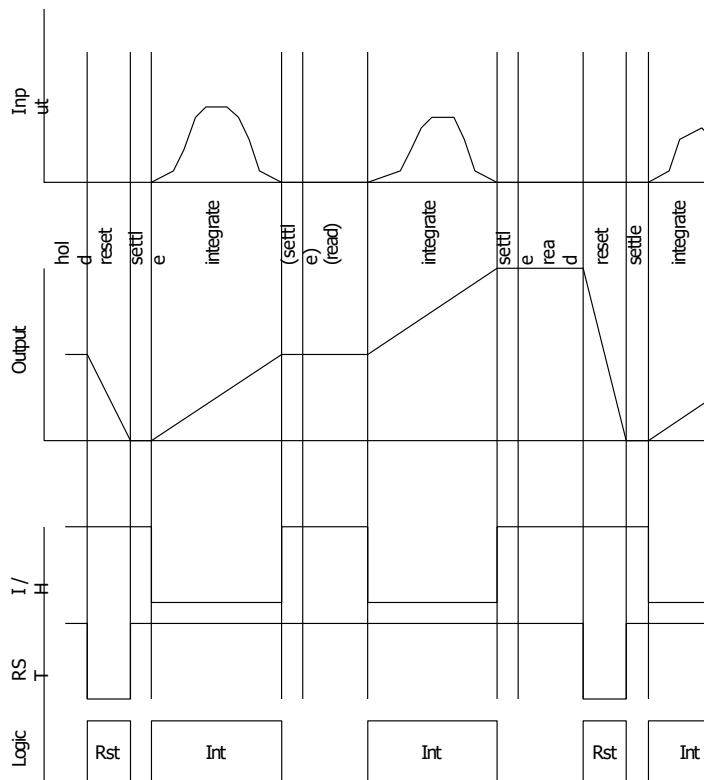 Inp
ut
hol
d
reset
settl
e
integrate
(settl
e)
(read)
integrate
settl
e
rea
d
reset
settle
integrate
Output
I /
H
RS
T
Logic
Rst
Int
Int
Rst
Int